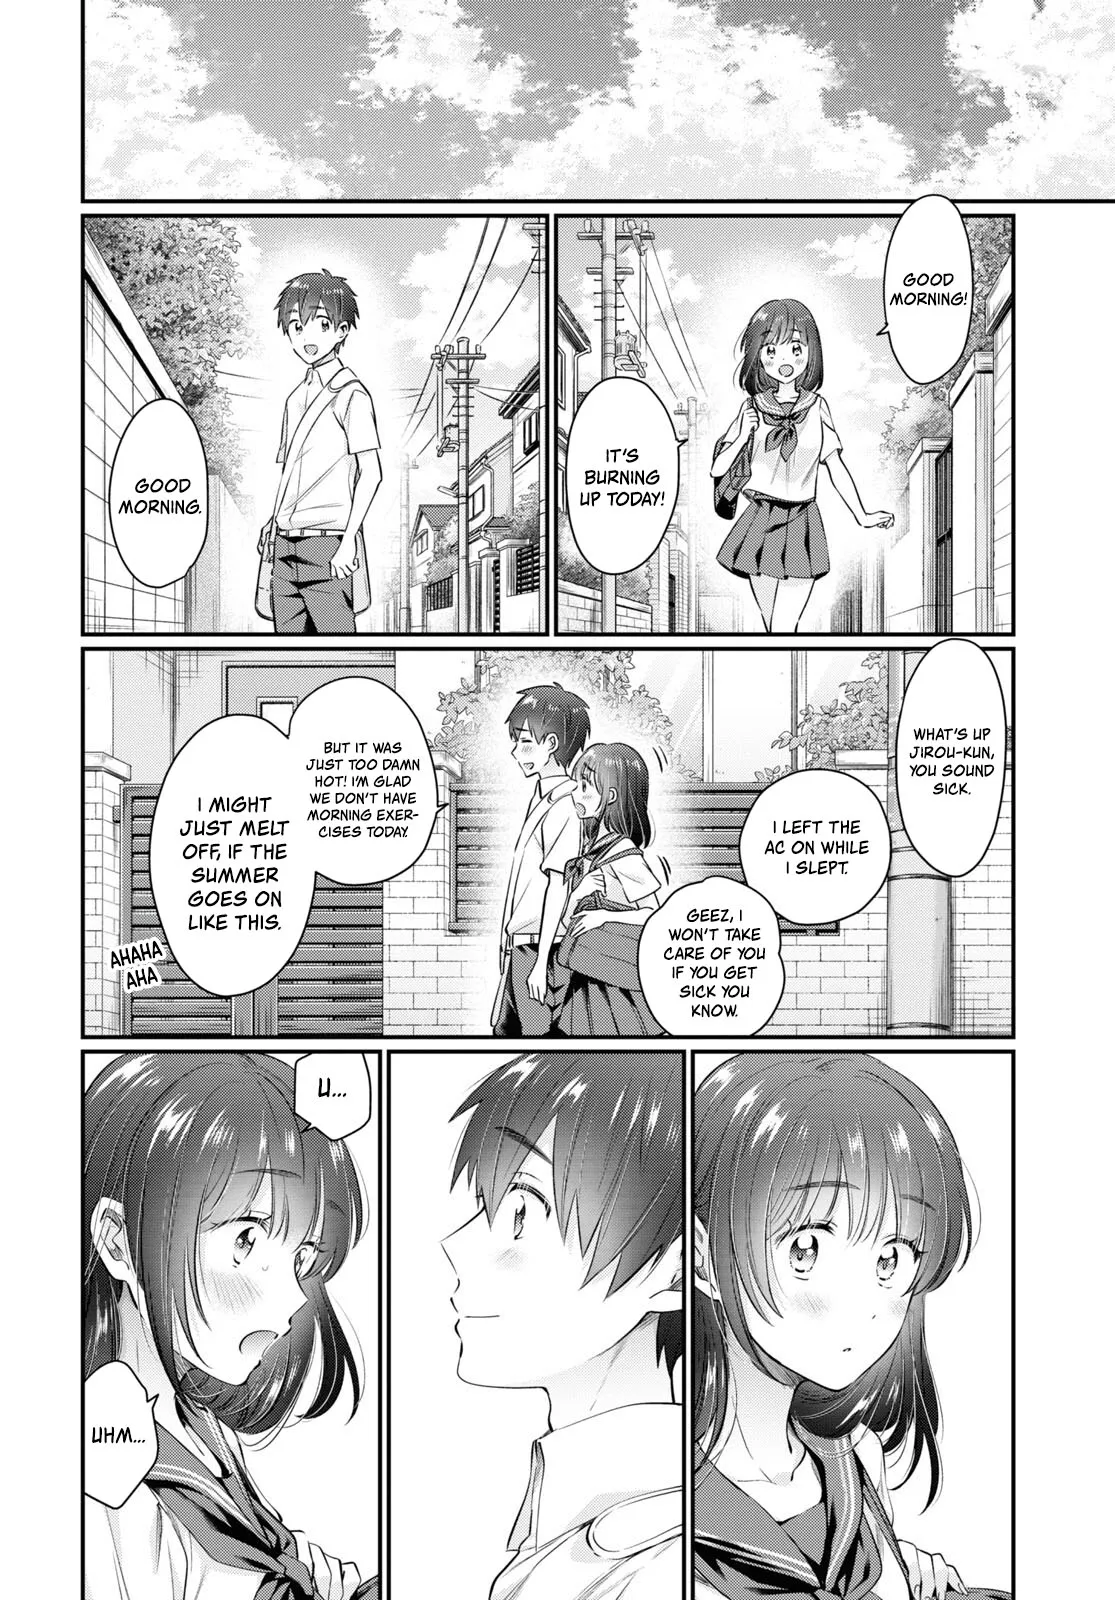 GOOD
MORNING!
IT'S
BURNING
UP TODAY!
GOOD
MORNING.
WHAT'S UP
JIROU-KUN,
YOU SOUND
SICK.
I LEFT THE
AC ON WHILE
I SLEPT.
GEEZ, I
WON'T TAKE
CARE OF YOU
IF YOU GET
SICK YOU
KNOW.
BUT IT WAS
JUST TOO DAMN
HOT! I'M GLAD
WE DON'T HAVE
MORNING EXER-
CISES TODAY.
I MIGHT
JUST MELT
OFF, IF THE
SUMMER
GOES ON
LIKE THIS.
AHAHA
AHA
U...
UHM...